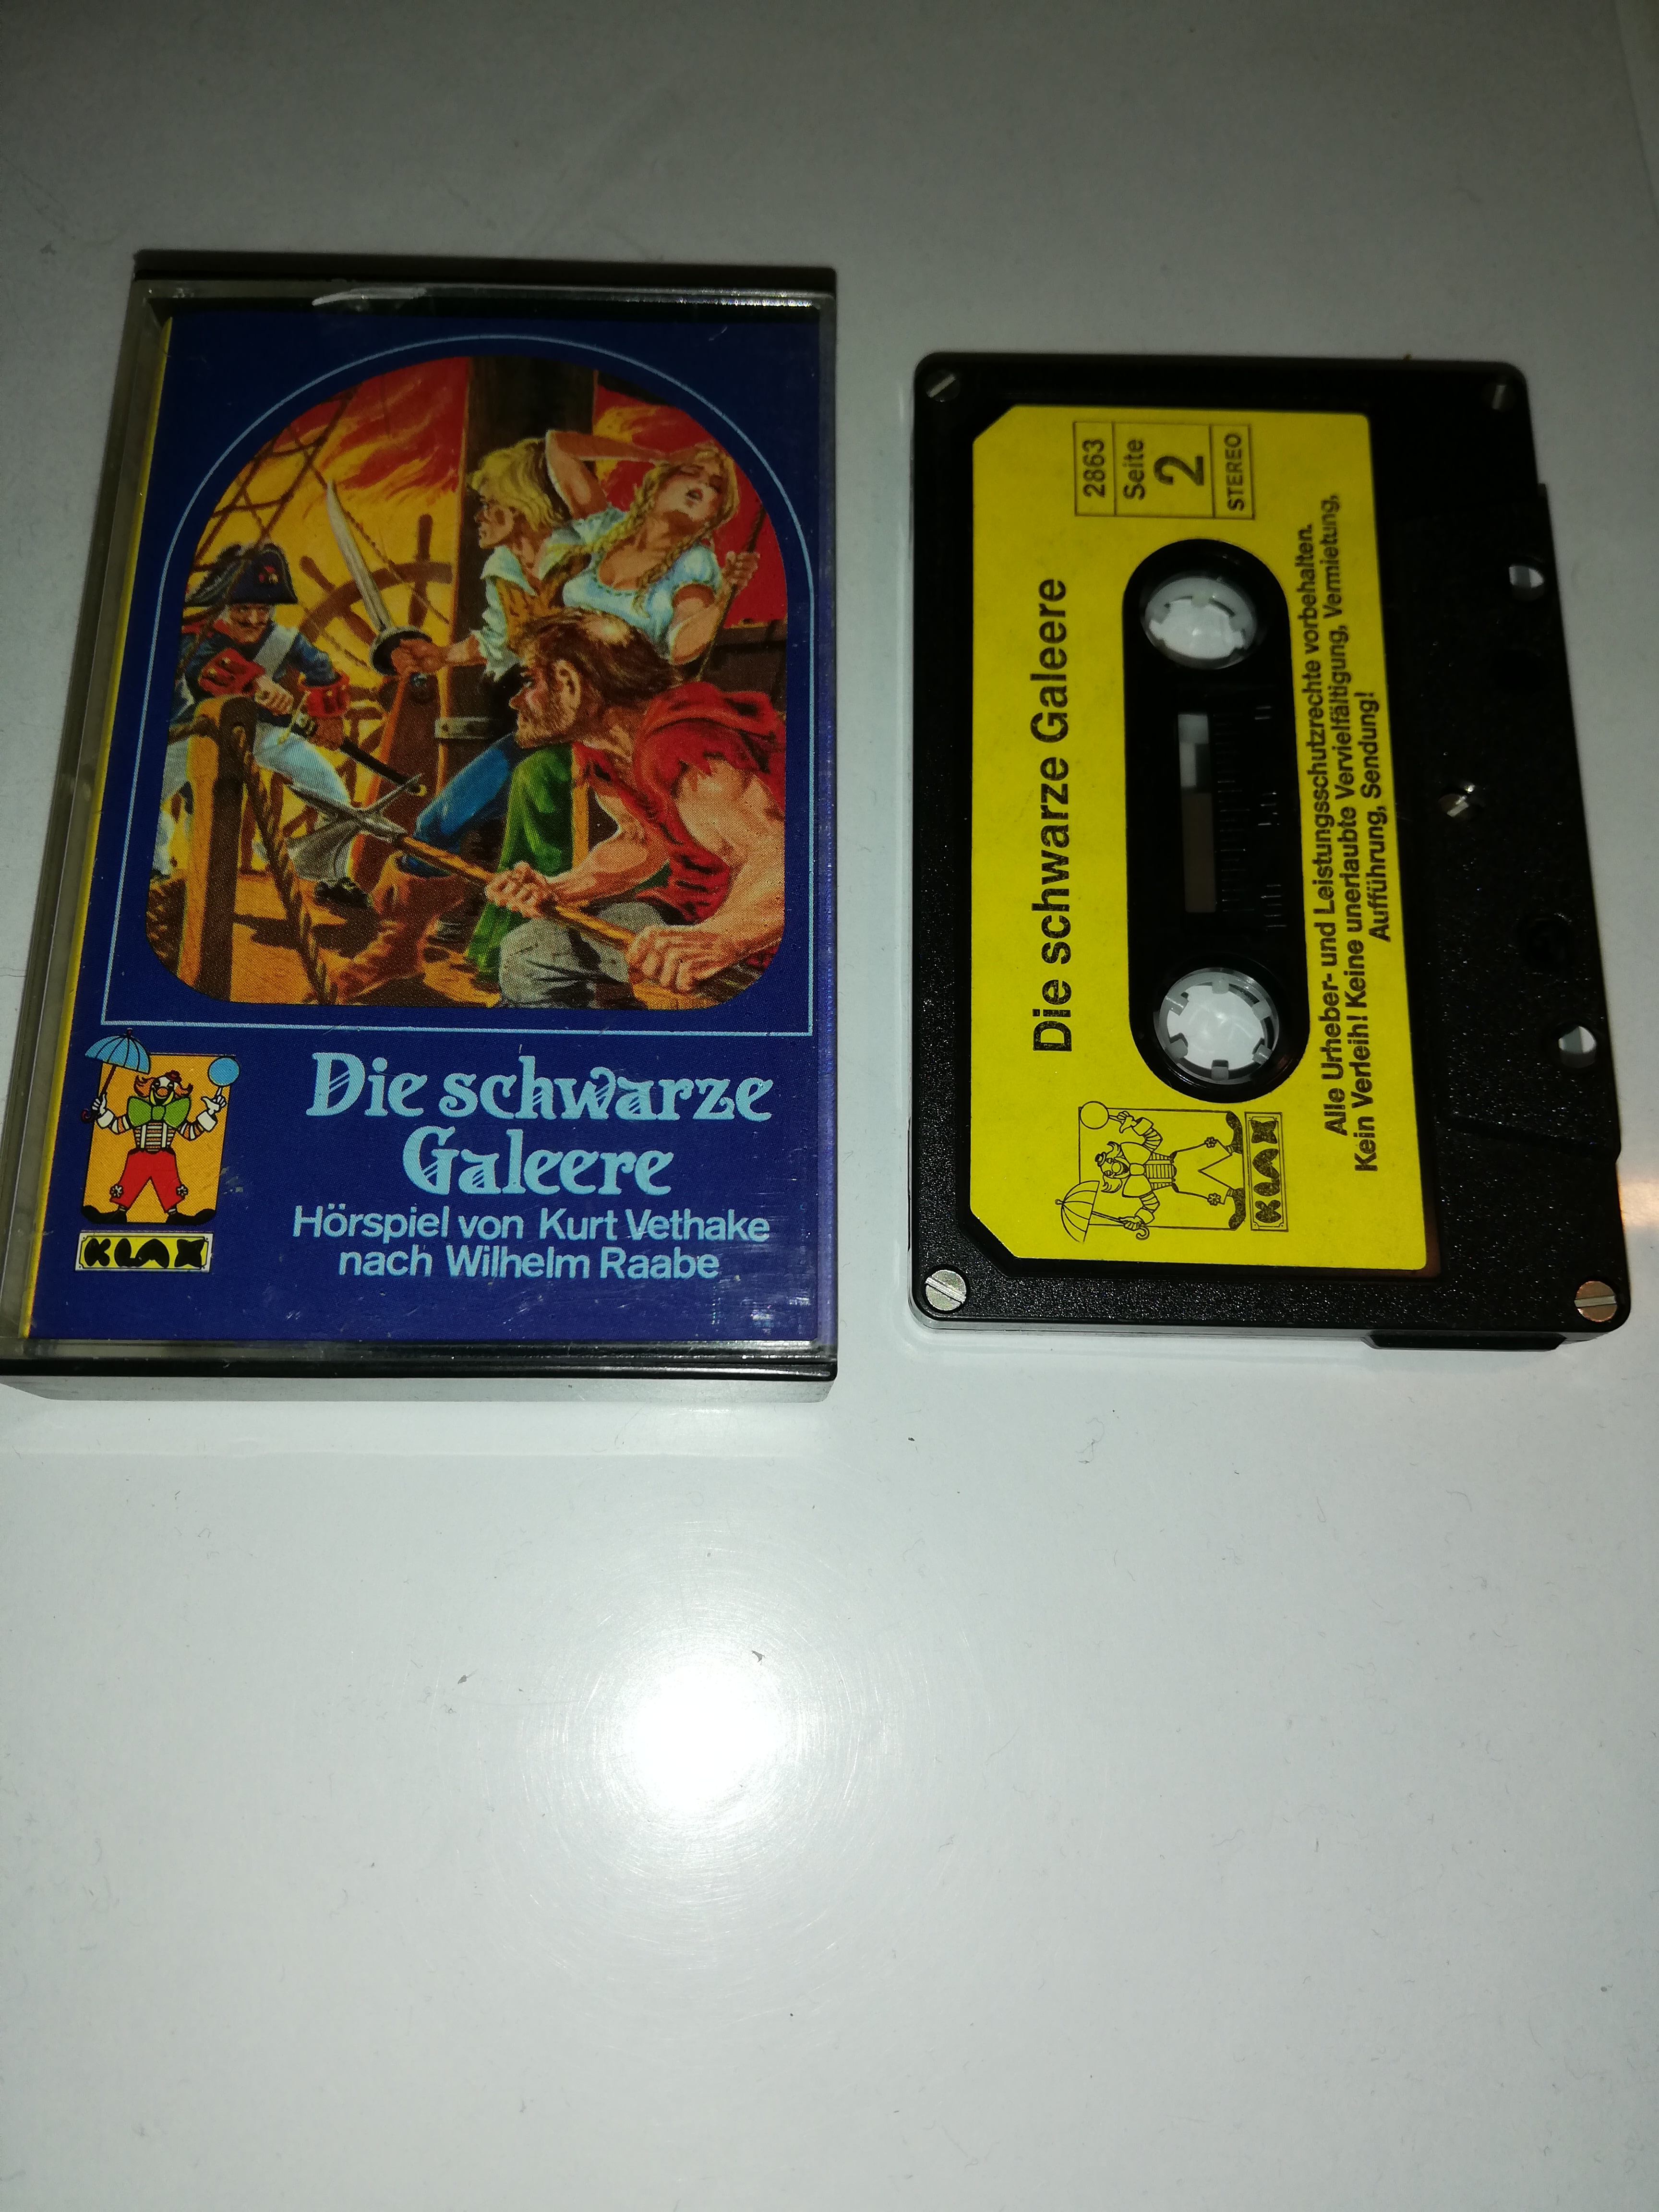 Die schwarze
Galeere
Hörspiel von Kurt Vethake
nach Wilhelm Raabe
KLAX
2863
Seite
2
STEREO
Die schwarze Galeere
KLAX
Alle Urheber- und Leistungsschutzrechte vorbehalten.
Kein Verleih! Keine unerlaubte Vervielfältigung, Vermietung,
Aufführung, Sendung!